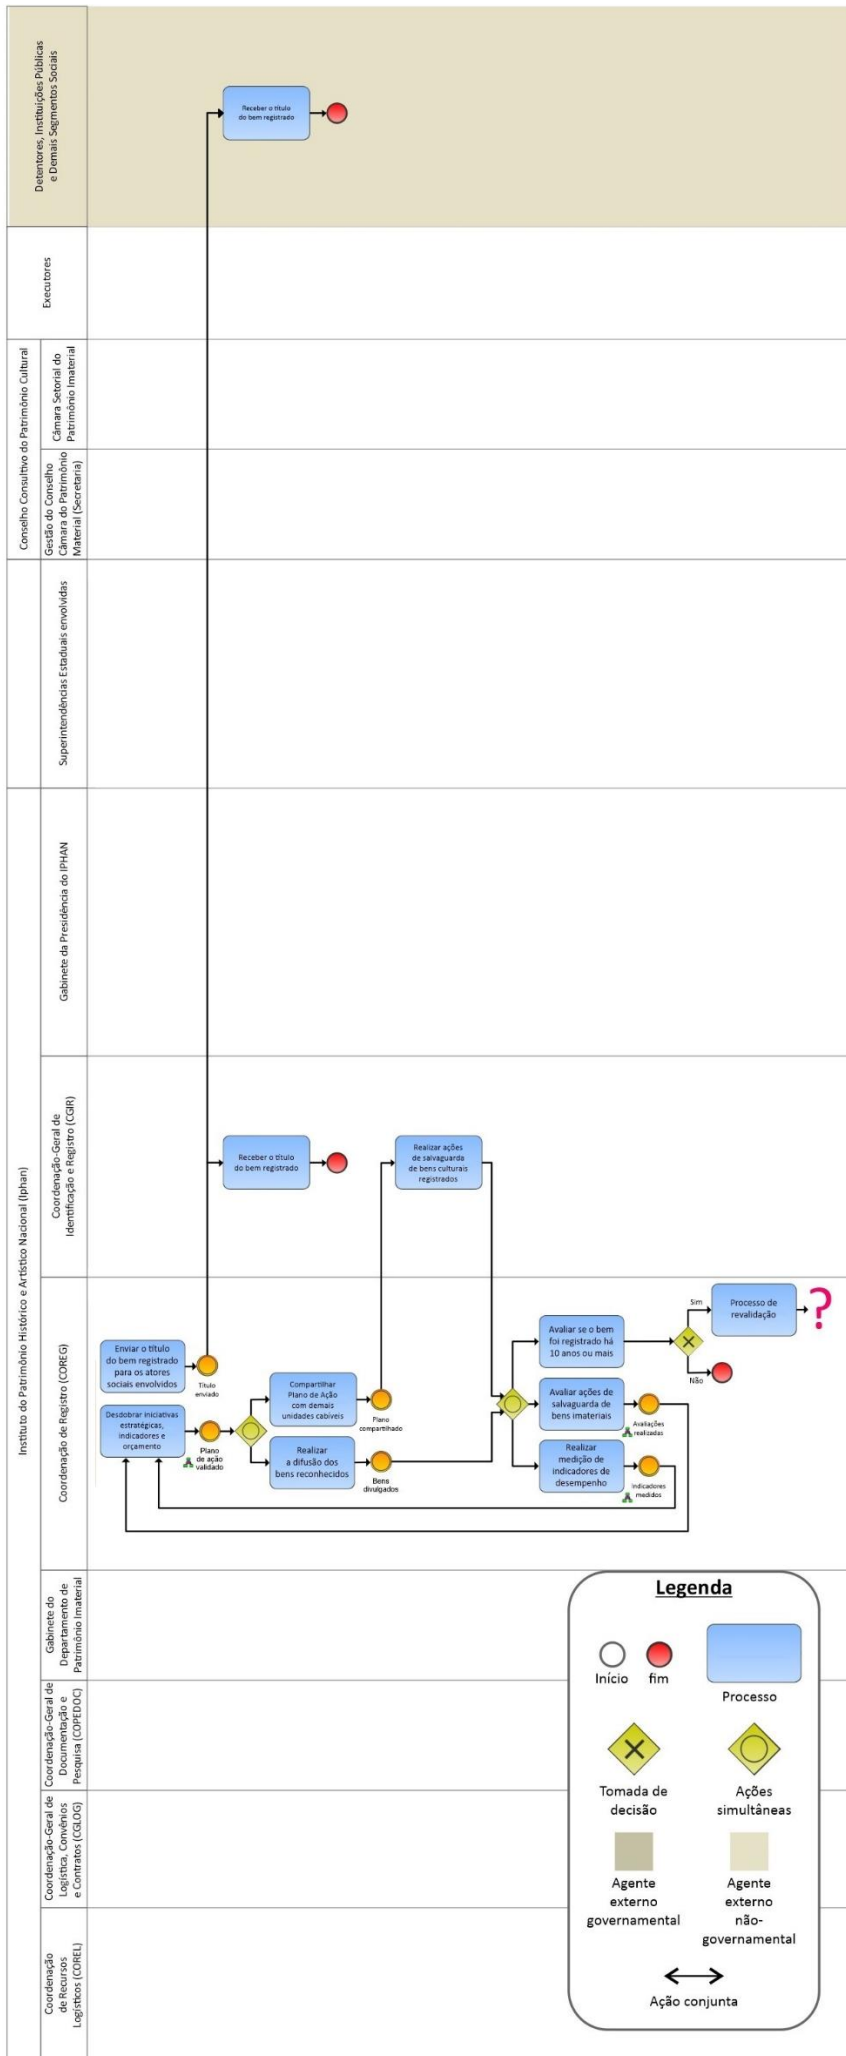 Detentores, Instituições Públicas
e Demais Segmentos Sociais
Receber o título
do bem registrado
Executores
Conselho Consultivo do Patrimônio Cultural
Câmara Setorial do
Patrimônio Imaterial
Gestão do Conselho
Câmara do Patrimônio
Material (Secretaria)
Superintendências Estaduais envolvidas
Instituto do Patrimônio Histórico e Artístico Nacional (Iphan)
Gabinete da Presidência do IPHAN
Coordenação-Geral de
Identificação e Registro (CGIR)
Receber o título
do bem registrado
Realizar ações
de salvaguarda
de bens culturais
registrados
Coordenação de Registro (COREG)
Enviar o título
do bem registrado
para os atores
sociais envolvidos
Título
enviado
Desdobrar iniciativas
estratégicas,
indicadores e
orçamento
Plano
de ação
validado
Compartilhar
Plano de Ação
com demais
unidades cabíveis
Plano
compartilhado
Realizar
a difusão dos
bens reconhecidos
Bens
divulgados
Avaliar se o bem
foi registrado há
10 anos ou mais
Sim
Não
Processo de
revalidação
?
Avaliar ações de
salvaguarda de
bens imateriais
Avaliações
realizadas
Realizar
medição de
indicadores de
desempenho
Indicadores
medidos
Gabinete do
Departamento de
Patrimônio Imaterial
Coordenação-Geral de
Documentação e
Pesquisa (COPEDOC)
Coordenação-Geral de
Logística, Convênios
e Contratos (CGLOG)
Coordenação
de Recursos
Logísticos (COREL)
Legenda
Início
fim
Processo
Tomada de
decisão
Ações
simultâneas
Agente
externo
governamental
Agente
externo
não-
governamental
Ação conjunta